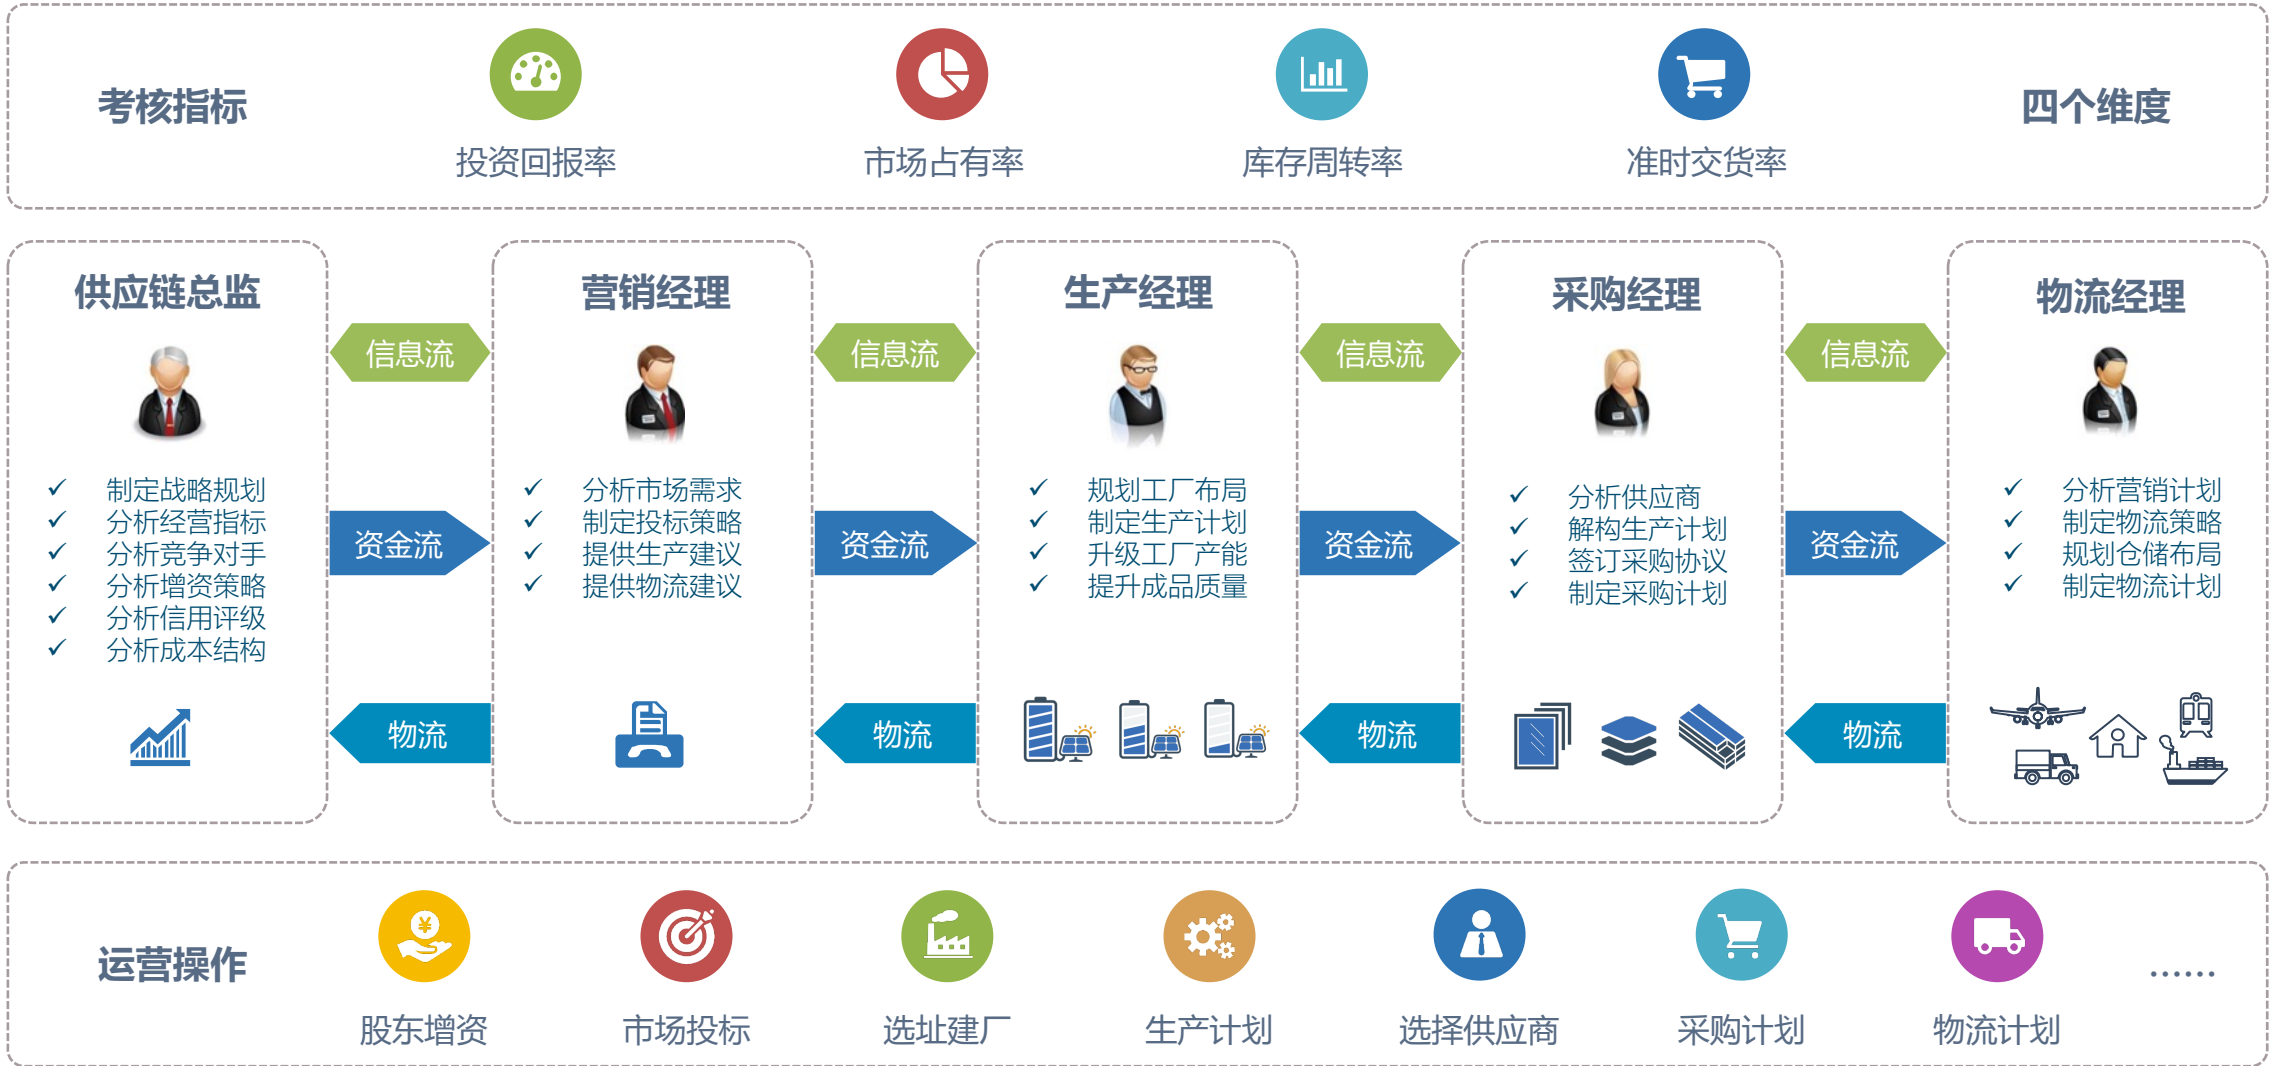 考核指标
投资回报率
市场占有率
库存周转率
准时交货率
四个维度
供应链总监
制定战略规划
分析经营指标
分析竞争对手
分析增资策略
分析信用评级
分析成本结构
信息流
资金流
物流
营销经理
分析市场需求
制定投标策略
提供生产建议
提供物流建议
信息流
资金流
物流
生产经理
规划工厂布局
制定生产计划
升级工厂产能
提升成品质量
信息流
资金流
物流
采购经理
分析供应商
解构生产计划
签订采购协议
制定采购计划
信息流
资金流
物流
物流经理
分析营销计划
制定物流策略
规划仓储布局
制定物流计划
运营操作
¥
股东增资
市场投标
选址建厂
生产计划
选择供应商
采购计划
物流计划
……